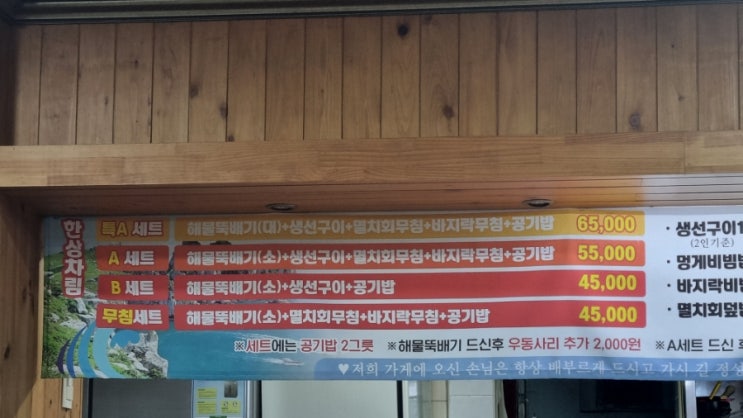 한상차림
특A 세트 해물뚝배기(대)+생선구이+멸치회무침+바지락무침+공기밥 65,000
A 세트 해물뚝배기(소)+생선구이+멸치회무침+바지락무침+공기밥 55,000
B 세트 해물뚝배기(소)+생선구이+공기밥 45,000
무침세트 해물뚝배기(소)+멸치회무침+바지락무침+공기밥 45,000
※세트에는 공기밥 2그릇 ※해물뚝배기 드신후 우동사리 추가 2,000원 ※A세트 드신
· 생선구이
(2인기준)
· 멍게비빔
· 바지락비
· 멸치회덮
♥저희 가게에 오신 손님은 항상 배부르게 드시고 가시 길